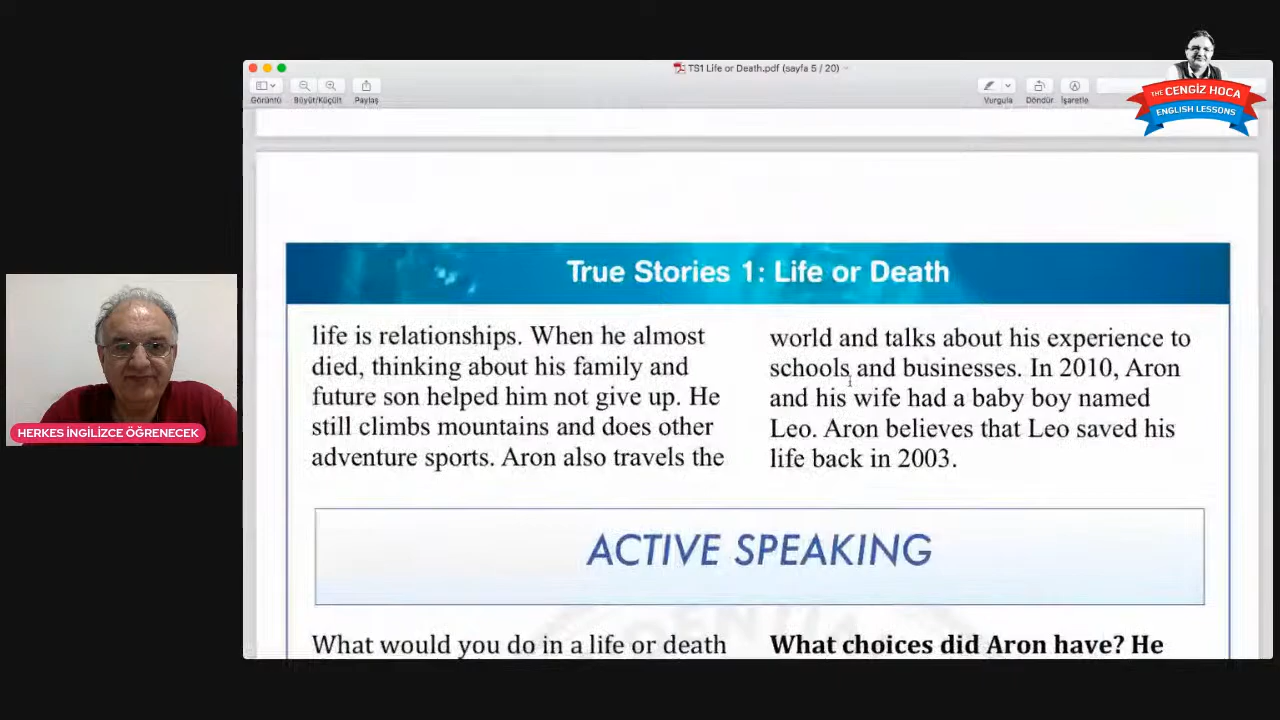 TS1 Life or Death.pdf (sayfa 5 / 20)
Görüntü
Büyüt/Küçült
Paylaş
Vurgula
Döndür
İşaretle
THE CENGİZ HOCA
ENGLISH LESSONS
True Stories 1: Life or Death
life is relationships. When he almost
died, thinking about his family and
future son helped him not give up. He
still climbs mountains and does other
adventure sports. Aron also travels the
world and talks about his experience to
schools and businesses. In 2010, Aron
and his wife had a baby boy named
Leo. Aron believes that Leo saved his
life back in 2003.
ACTIVE SPEAKING
What would you do in a life or death
What choices did Aron have? He
HERKES İNGİLİZCE ÖĞRENECEK